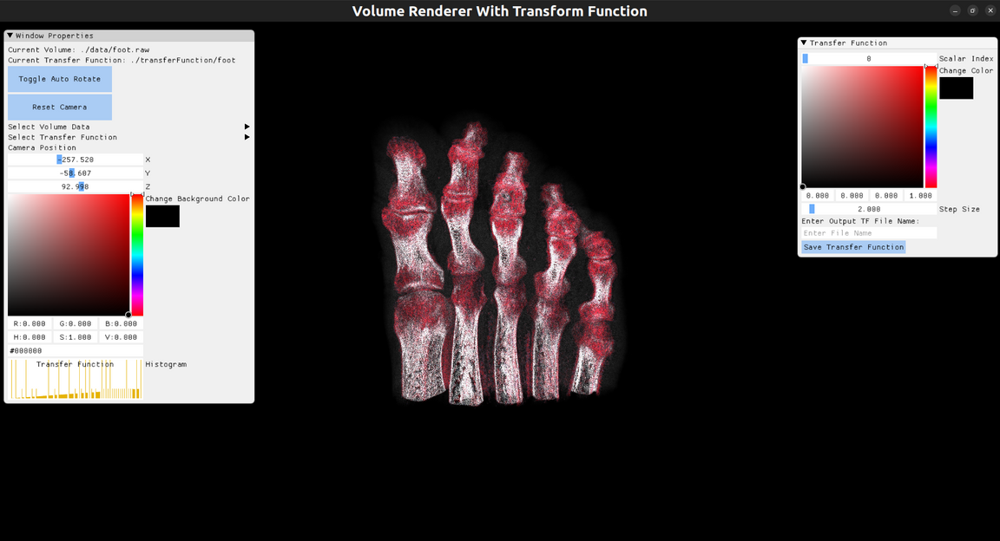 Volume Renderer With Transform Function
Window Properties
Current Volume: ./data/foot.raw
Current Transfer Function: ./transferFunction/foot
Toggle Auto Rotate
Reset Camera
Select Volume Data
Select Transfer Function
Camera Position
-257.520 X
-58.607 Y
92.998 Z
Change Background Color
R:0.000 G:0.000 B:0.000
H:0.000 S:1.000 V:0.000
#000000
Transfer Function Histogram
Transfer Function
0 Scalar Index
Change Color
0.000 0.000 0.000 1.000
2.000 Step Size
Enter Output TF File Name:
Enter File Name
Save Transfer Function